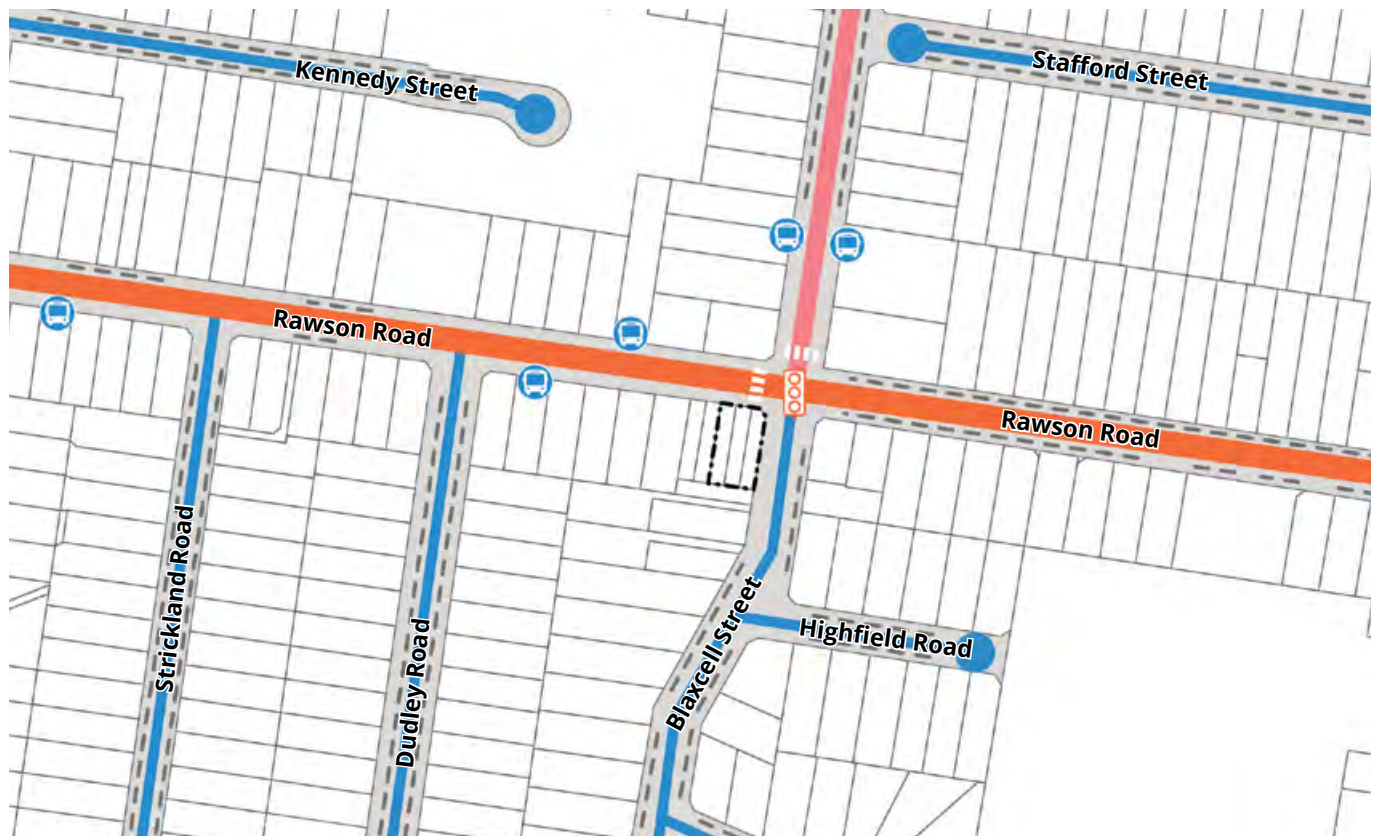 Kennedy Street
Stafford Street
Rawson Road
Rawson Road
Strickland Road
Dudley Road
Blaxcell Street
Highfield Road